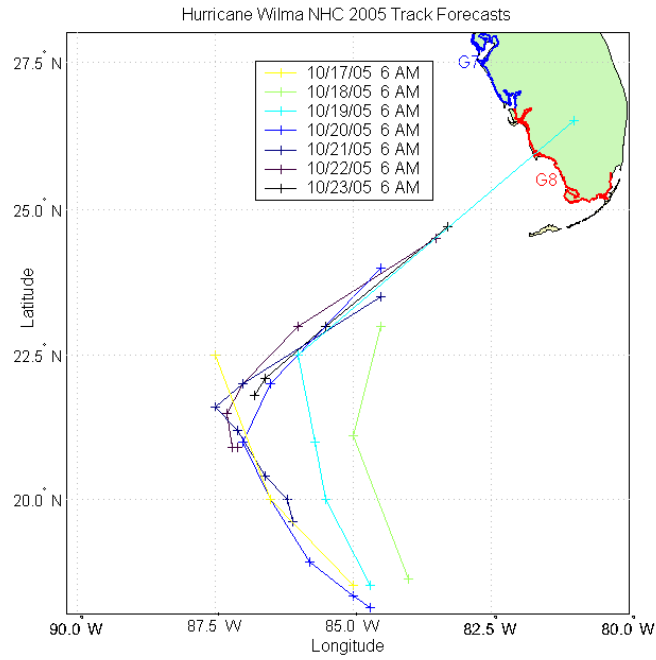 Hurricane Wilma NHC 2005 Track Forecasts
27.5° N
25.0° N
22.5° N
20.0° N
Latitude
10/17/05 6 AM
10/18/05 6 AM
10/19/05 6 AM
10/20/05 6 AM
10/21/05 6 AM
10/22/05 6 AM
10/23/05 6 AM
G7
G8
90.0° W
87.5° W
85.0° W
82.5° W
80.0° W
Longitude